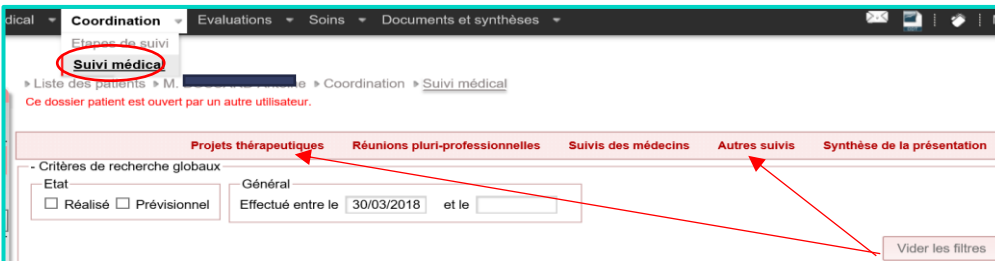 dical Coordination Evaluations Soins Documents et synthèses
Etapes de suivi
Suivi médical
Liste des patients M. Coordination Suivi médical
Ce dossier patient est ouvert par un autre utilisateur.
Projets thérapeutiques Réunions pluri-professionnelles Suivis des médecins Autres suivis Synthèse de la présentation
- Critères de recherche globaux
Etat Général
Réalisé Prévisionnel Effectué entre le 30/03/2018 et le
Vider les filtres